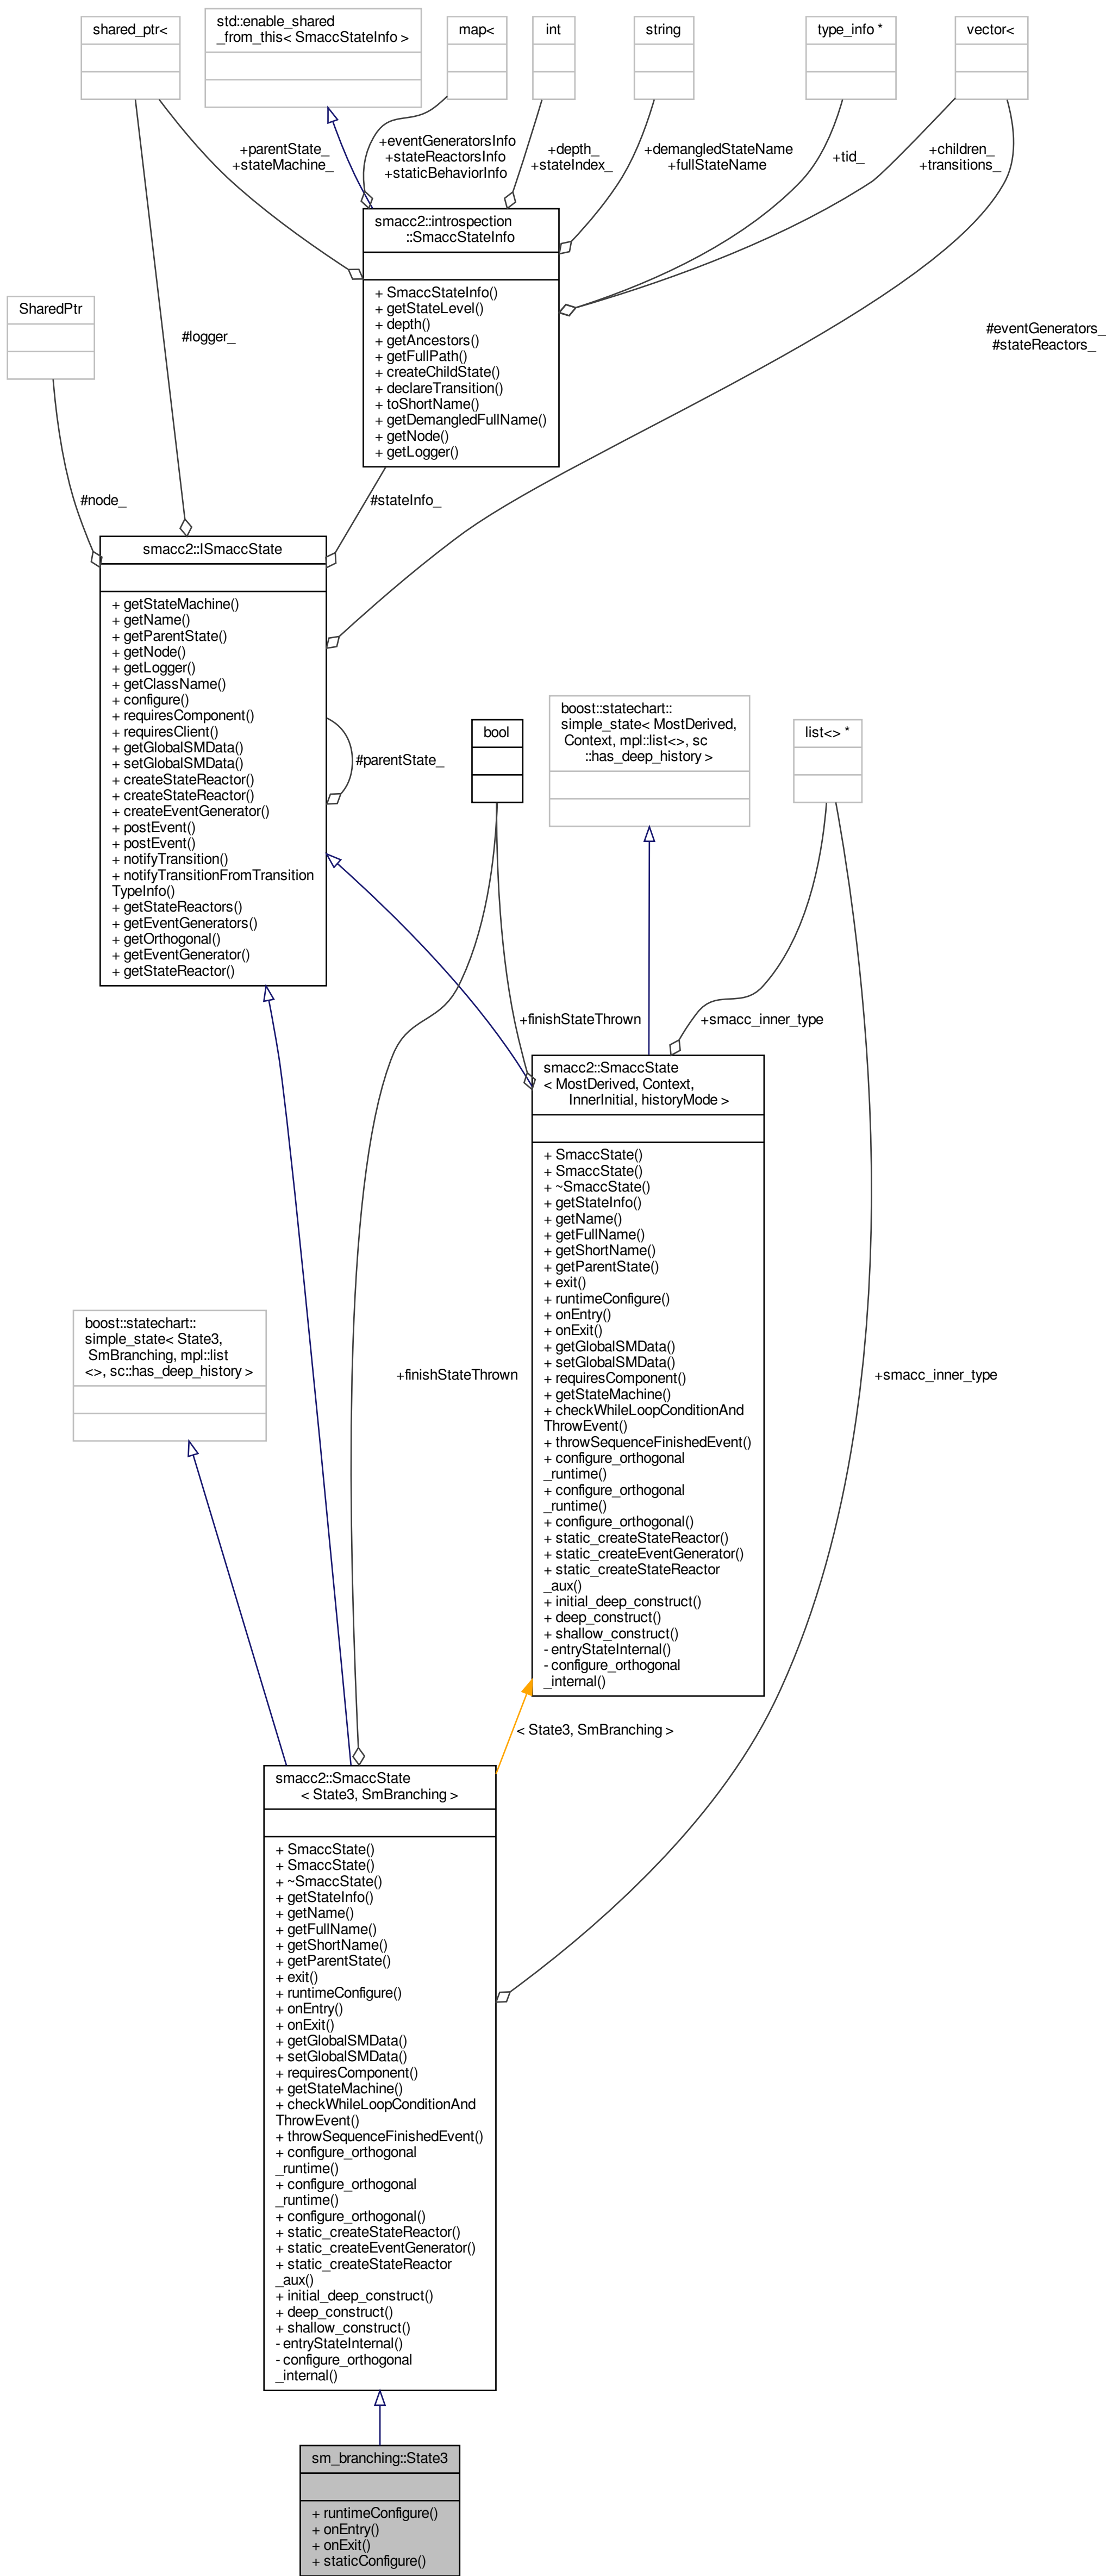 shared_ptr<
std::enable_shared
_from_this< SmaccStateInfo >
map<
int
string
type_info *
vector<
+parentState_
+stateMachine_
+eventGeneratorsInfo
+stateReactorsInfo
+staticBehaviorInfo
+depth_
+stateIndex_
+demangledStateName
+fullStateName
+tid_
+children_
+transitions_
smacc2::introspection
::SmaccStateInfo
+ SmaccStateInfo()
+ getStateLevel()
+ depth()
+ getAncestors()
+ getFullPath()
+ createChildState()
+ declareTransition()
+ toShortName()
+ getDemangledFullName()
+ getNode()
+ getLogger()
SharedPtr
#logger_
#eventGenerators_
#stateReactors_
#node_
#stateInfo_
smacc2::ISmaccState
+ getStateMachine()
+ getName()
+ getParentState()
+ getNode()
+ getLogger()
+ getClassName()
+ configure()
+ requiresComponent()
+ requiresClient()
+ getGlobalSMData()
+ setGlobalSMData()
+ createStateReactor()
+ createStateReactor()
+ createEventGenerator()
+ postEvent()
+ postEvent()
+ notifyTransition()
+ notifyTransitionFromTransition
TypeInfo()
+ getStateReactors()
+ getEventGenerators()
+ getOrthogonal()
+ getEventGenerator()
+ getStateReactor()
#parentState_
bool
boost::statechart::
simple_state< MostDerived,
Context, mpl::list<>, sc
::has_deep_history >
list<> *
+finishStateThrown
+smacc_inner_type
smacc2::SmaccState
< MostDerived, Context,
InnerInitial, historyMode >
+ SmaccState()
+ SmaccState()
+ ~SmaccState()
+ getStateInfo()
+ getName()
+ getFullName()
+ getShortName()
+ getParentState()
+ exit()
+ runtimeConfigure()
+ onEntry()
+ onExit()
+ getGlobalSMData()
+ setGlobalSMData()
+ requiresComponent()
+ getStateMachine()
+ checkWhileLoopConditionAnd
ThrowEvent()
+ throwSequenceFinishedEvent()
+ configure_orthogonal
_runtime()
+ configure_orthogonal
_runtime()
+ configure_orthogonal()
+ static_createStateReactor()
+ static_createEventGenerator()
+ static_createStateReactor
_aux()
+ initial_deep_construct()
+ deep_construct()
+ shallow_construct()
- entryStateInternal()
- configure_orthogonal
_internal()
boost::statechart::
simple_state< State3,
SmBranching, mpl::list
<>, sc::has_deep_history >
+finishStateThrown
+smacc_inner_type
< State3, SmBranching >
smacc2::SmaccState
< State3, SmBranching >
+ SmaccState()
+ SmaccState()
+ ~SmaccState()
+ getStateInfo()
+ getName()
+ getFullName()
+ getShortName()
+ getParentState()
+ exit()
+ runtimeConfigure()
+ onEntry()
+ onExit()
+ getGlobalSMData()
+ setGlobalSMData()
+ requiresComponent()
+ getStateMachine()
+ checkWhileLoopConditionAnd
ThrowEvent()
+ throwSequenceFinishedEvent()
+ configure_orthogonal
_runtime()
+ configure_orthogonal
_runtime()
+ configure_orthogonal()
+ static_createStateReactor()
+ static_createEventGenerator()
+ static_createStateReactor
_aux()
+ initial_deep_construct()
+ deep_construct()
+ shallow_construct()
- entryStateInternal()
- configure_orthogonal
_internal()
sm_branching::State3
+ runtimeConfigure()
+ onEntry()
+ onExit()
+ staticConfigure()